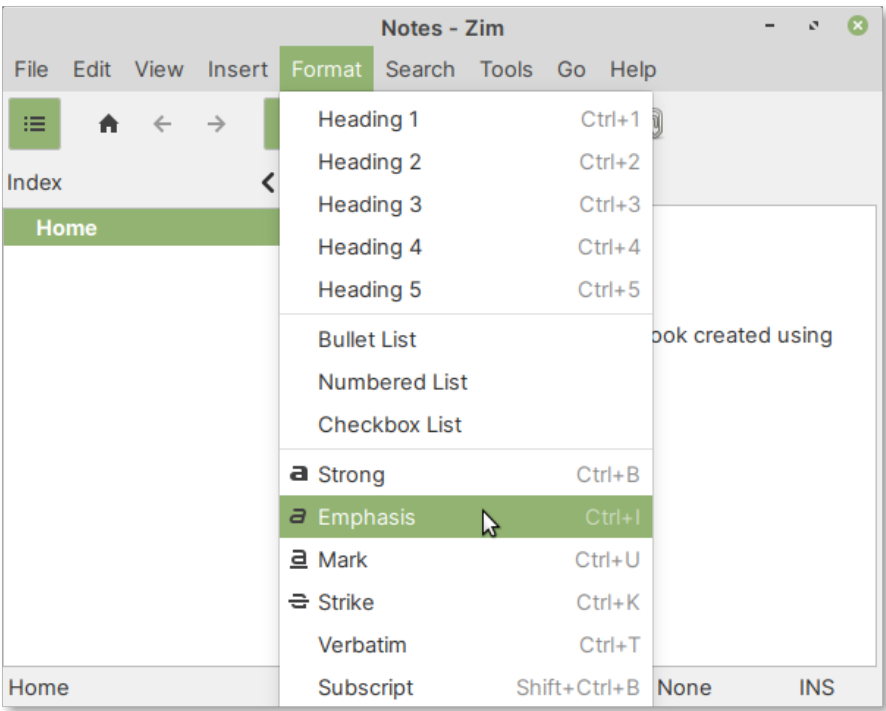 Notes - Zim
File Edit View Insert Format Search Tools Go Help
Index
Home
Heading 1 Ctrl+1
Heading 2 Ctrl+2
Heading 3 Ctrl+3
Heading 4 Ctrl+4
Heading 5 Ctrl+5
Bullet List
created using
Numbered List
Checkbox List
a Strong Ctrl+B
a Emphasis Ctrl+I
a Mark Ctrl+U
a Strike Ctrl+K
Verbatim Ctrl+T
Subscript Shift+Ctrl+B
Home None INS